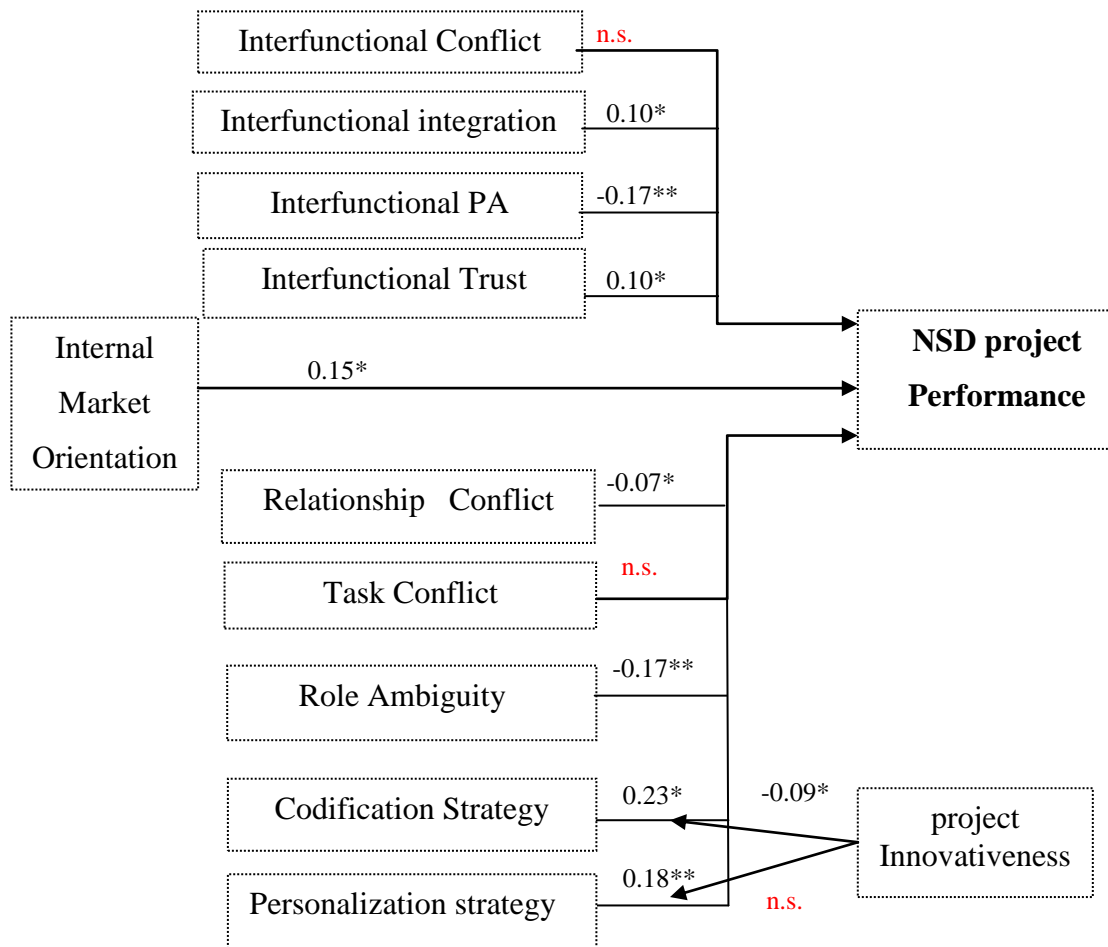 Interfunctional Conflict
n.s.
Interfunctional integration
0.10*
Interfunctional PA
-0.17**
Interfunctional Trust
0.10*
Internal
Market
Orientation
0.15*
NSD project
Performance
Relationship Conflict
-0.07*
Task Conflict
n.s.
Role Ambiguity
-0.17**
Codification Strategy
0.23*
-0.09*
project
Innovativeness
Personalization strategy
0.18**
n.s.